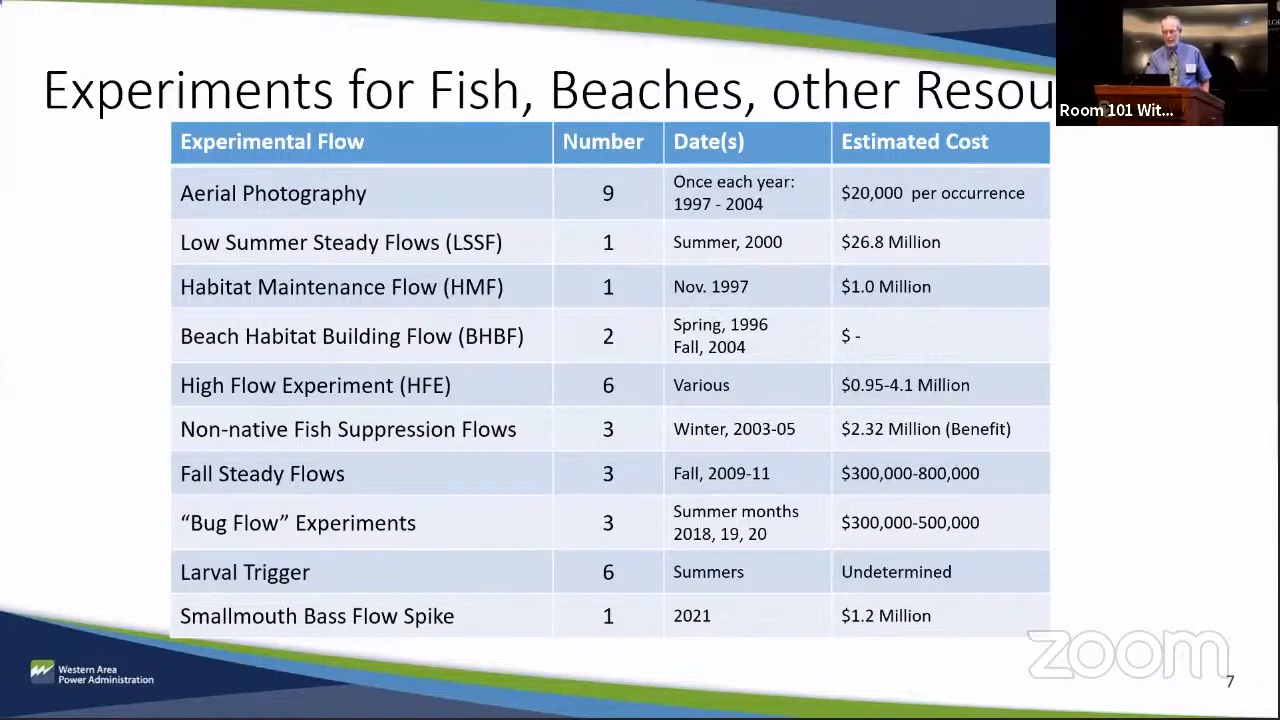 Experiments for Fish, Beaches, other Resou
Room 101 Wit...
Experimental Flow Number Date(s) Estimated Cost
Aerial Photography 9 Once each year: 1997 - 2004 $20,000 per occurrence
Low Summer Steady Flows (LSSF) 1 Summer, 2000 $26.8 Million
Habitat Maintenance Flow (HMF) 1 Nov. 1997 $1.0 Million
Beach Habitat Building Flow (BHBF) 2 Spring, 1996 Fall, 2004 $ -
High Flow Experiment (HFE) 6 Various $0.95-4.1 Million
Non-native Fish Suppression Flows 3 Winter, 2003-05 $2.32 Million (Benefit)
Fall Steady Flows 3 Fall, 2009-11 $300,000-800,000
“Bug Flow” Experiments 3 Summer months 2018, 19, 20 $300,000-500,000
Larval Trigger 6 Summers Undetermined
Smallmouth Bass Flow Spike 1 2021 $1.2 Million
Western Area
Power Administration
zoom
7